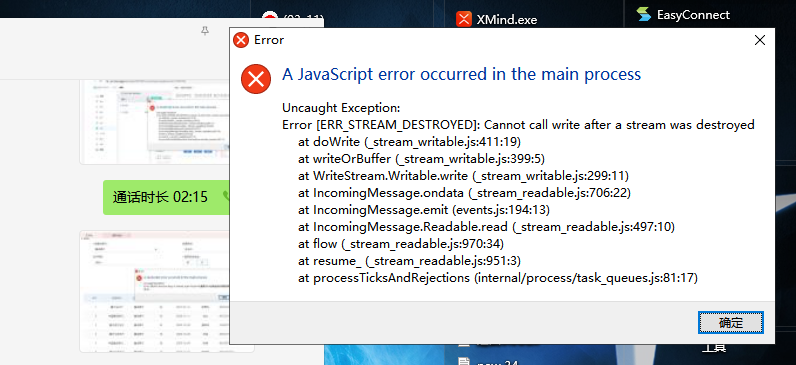 XMind.exe
EasyConnect
Error
A JavaScript error occurred in the main process
Uncaught Exception:
Error [ERR_STREAM_DESTROYED]: Cannot call write after a stream was destroyed
at doWrite (_stream_writable.js:411:19)
at writeOrBuffer (_stream_writable.js:399:5)
at WriteStream.Writable.write (_stream_writable.js:299:11)
at IncomingMessage.ondata (_stream_readable.js:706:22)
at IncomingMessage.emit (events.js:194:13)
at IncomingMessage.Readable.read (_stream_readable.js:497:10)
at flow (_stream_readable.js:970:34)
at resume_ (_stream_readable.js:951:3)
at processTicksAndRejections (internal/process/task_queues.js:81:17)
通话时长 02:15
确定
工具